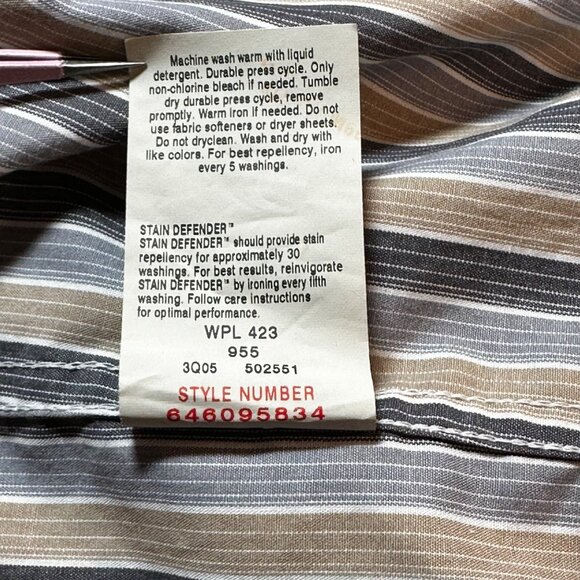 Machine wash warm with liquid
detergent. Durable press cycle. Only
non-chlorine bleach if needed. Tumble
dry durable press cycle, remove
promptly. Warm iron if needed. Do not
use fabric softeners or dryer sheets.
Do not dryclean. Wash and dry with
like colors. For best repellency, iron
every 5 washings.
STAIN DEFENDER™
STAIN DEFENDER™ should provide stain
repellency for approximately 30
washings. For best results, reinvigorate
STAIN DEFENDER™ by ironing every fifth
washing. Follow care instructions
for optimal performance.
WPL 423
955
3Q05 502551
STYLE NUMBER
646095834